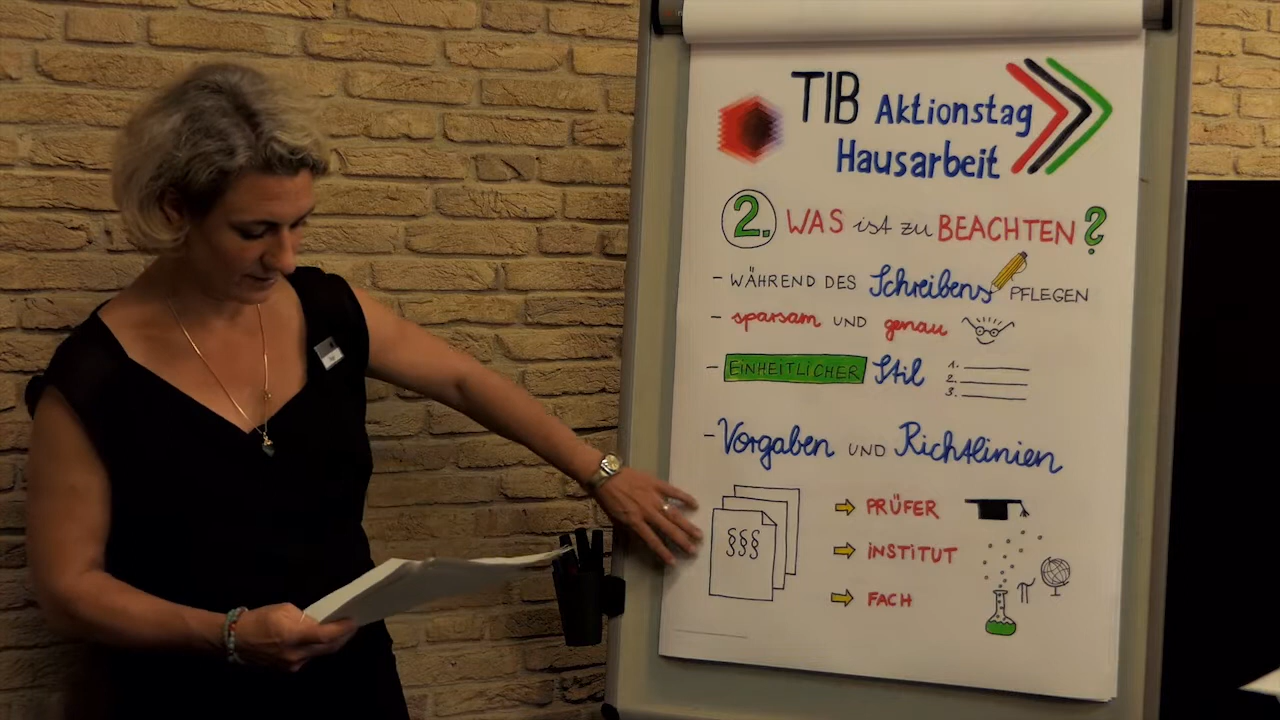 TIB Aktionstag
Hausarbeit
2. WAS ist zu BEACHTEN?
- WÄHREND DES Schreibens PFLEGEN
- sparsam UND genau
- EINHEITLICHER Stil
1.
2.
3.
- Vorgaben UND Richtlinien
§§§
PRÜFER
INSTITUT
FACH
π